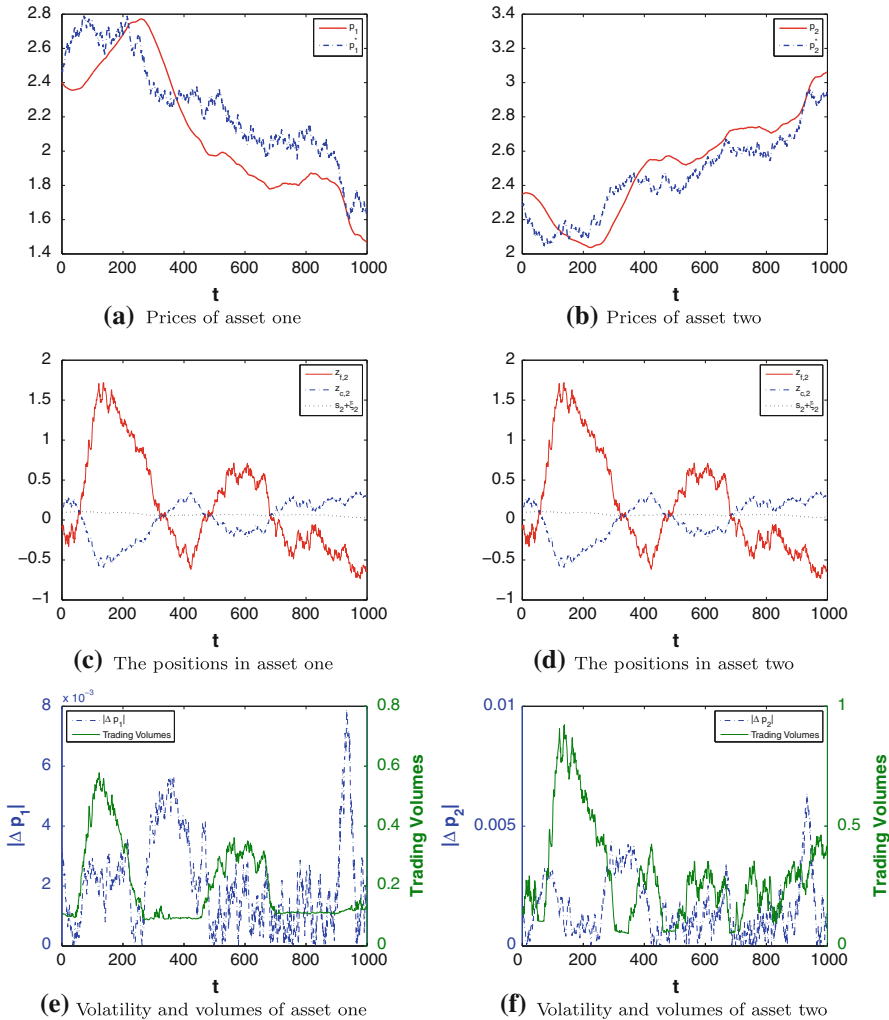 2.8
2.6
2.4
2.2
2
1.8
1.6
1.4
0 200 400 600 800 1000
t
p1
p1*
(a) Prices of asset one
3.4
3.2
3
2.8
2.6
2.4
2.2
2
0 200 400 600 800 1000
t
p2
p2*
(b) Prices of asset two
2
1.5
1
0.5
0
−0.5
−1
0 200 400 600 800 1000
t
zf,2
zc,2
s2+ξ2
(c) The positions in asset one
2
1.5
1
0.5
0
−0.5
−1
0 200 400 600 800 1000
t
zf,2
zc,2
s2+ξ2
(d) The positions in asset two
x 10−3
8
6
4
2
0
|Δ p1|
|Δ p1|
Trading Volumes
0.8
0.6
0.4
0.2
0
Trading Volumes
0 200 400 600 800 1000
t
(e) Volatility and volumes of asset one
0.01
0.005
0
|Δ p2|
|Δ p2|
Trading Volumes
1
0.5
0
Trading Volumes
0 200 400 600 800 1000
t
(f) Volatility and volumes of asset two